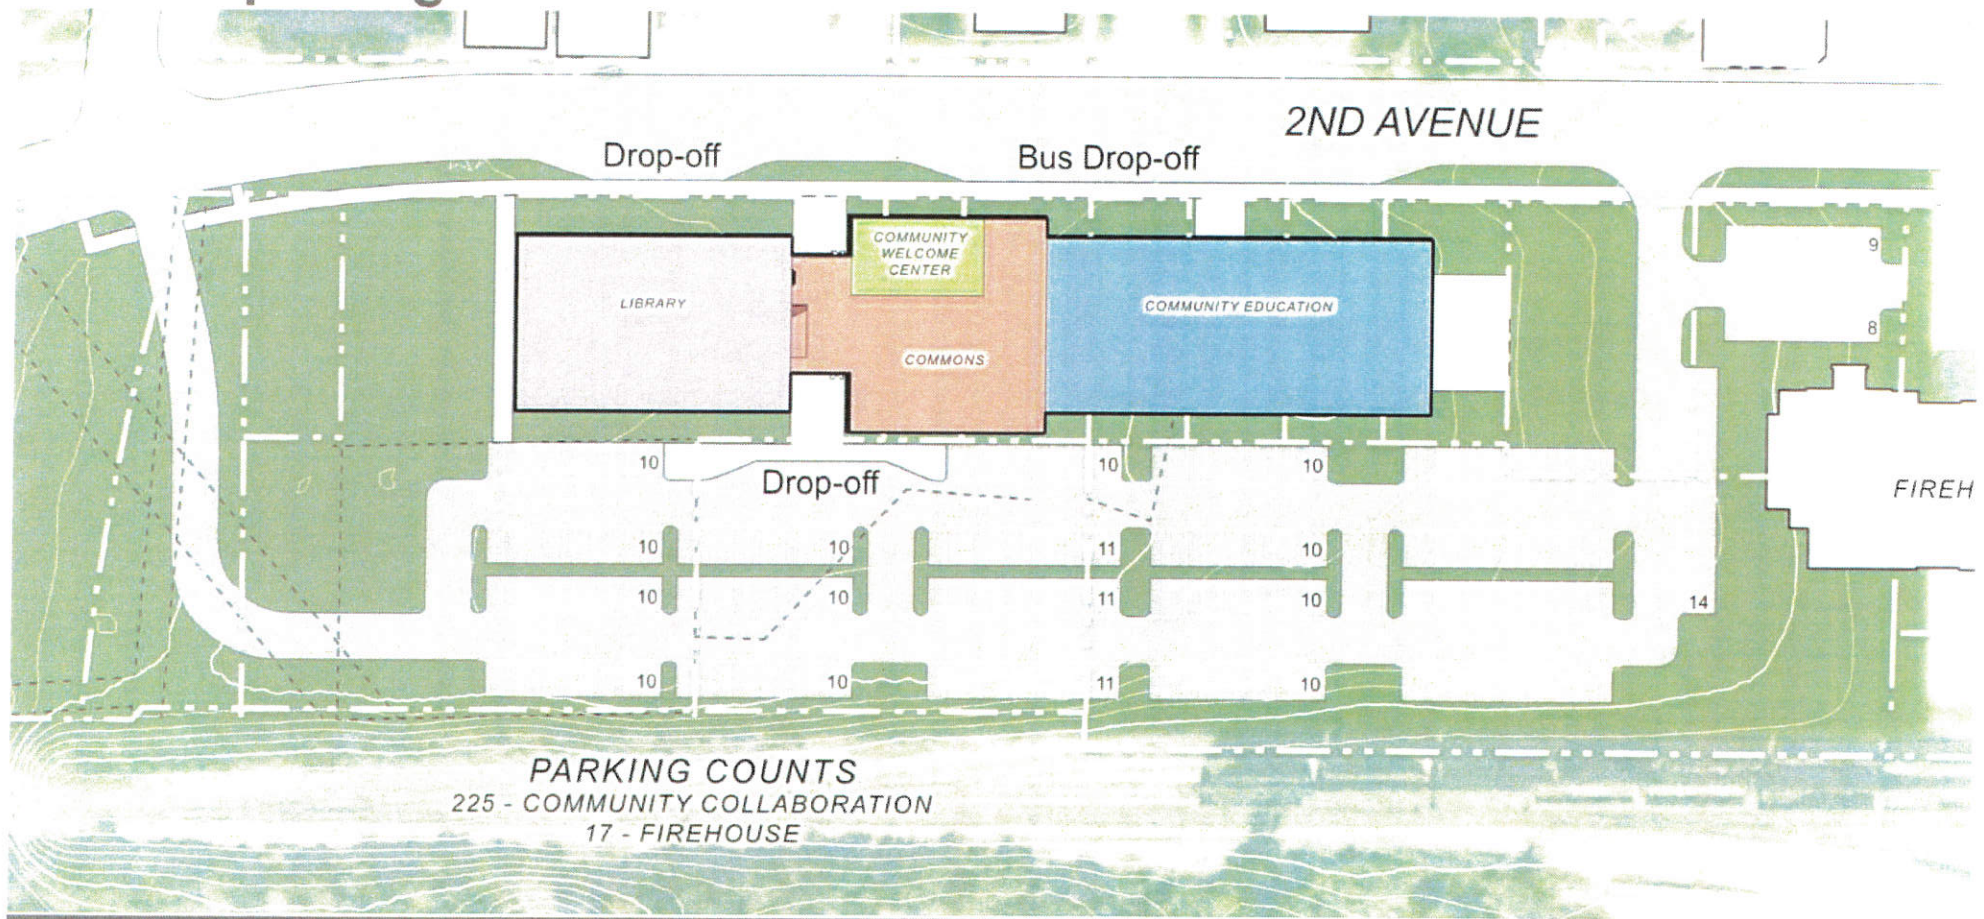 2ND AVENUE
Drop-off
Bus Drop-off
COMMUNITY
WELCOME
CENTER
9
LIBRARY
COMMUNITY EDUCATION
8
COMMONS
10
10
10
Drop-off
FIREH
10
10
11
10
10
10
11
10
14
10
10
11
10
PARKING COUNTS
225 - COMMUNITY COLLABORATION
17 - FIREHOUSE